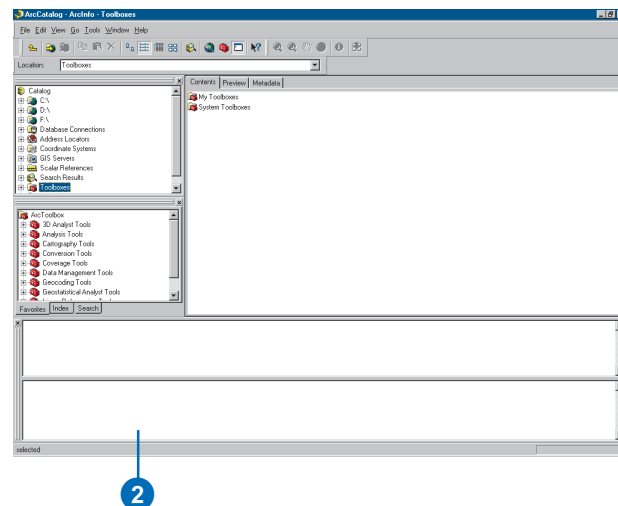 ArcCatalog - ArcInfo - Toolboxes
File Edit View Go Tools Window Help
Location: Toolboxes
Catalog
C:\
D:\
F:\
Database Connections
Address Locators
Coordinate Systems
GIS Servers
Scalar References
Search Results
Toolboxes
Contents Preview Metadata
My Toolboxes
System Toolboxes
ArcToolbox
3D Analyst Tools
Analysis Tools
Cartography Tools
Conversion Tools
Coverage Tools
Data Management Tools
Geocoding Tools
Geostatistical Analyst Tools
Favorites Index Search
selected
2